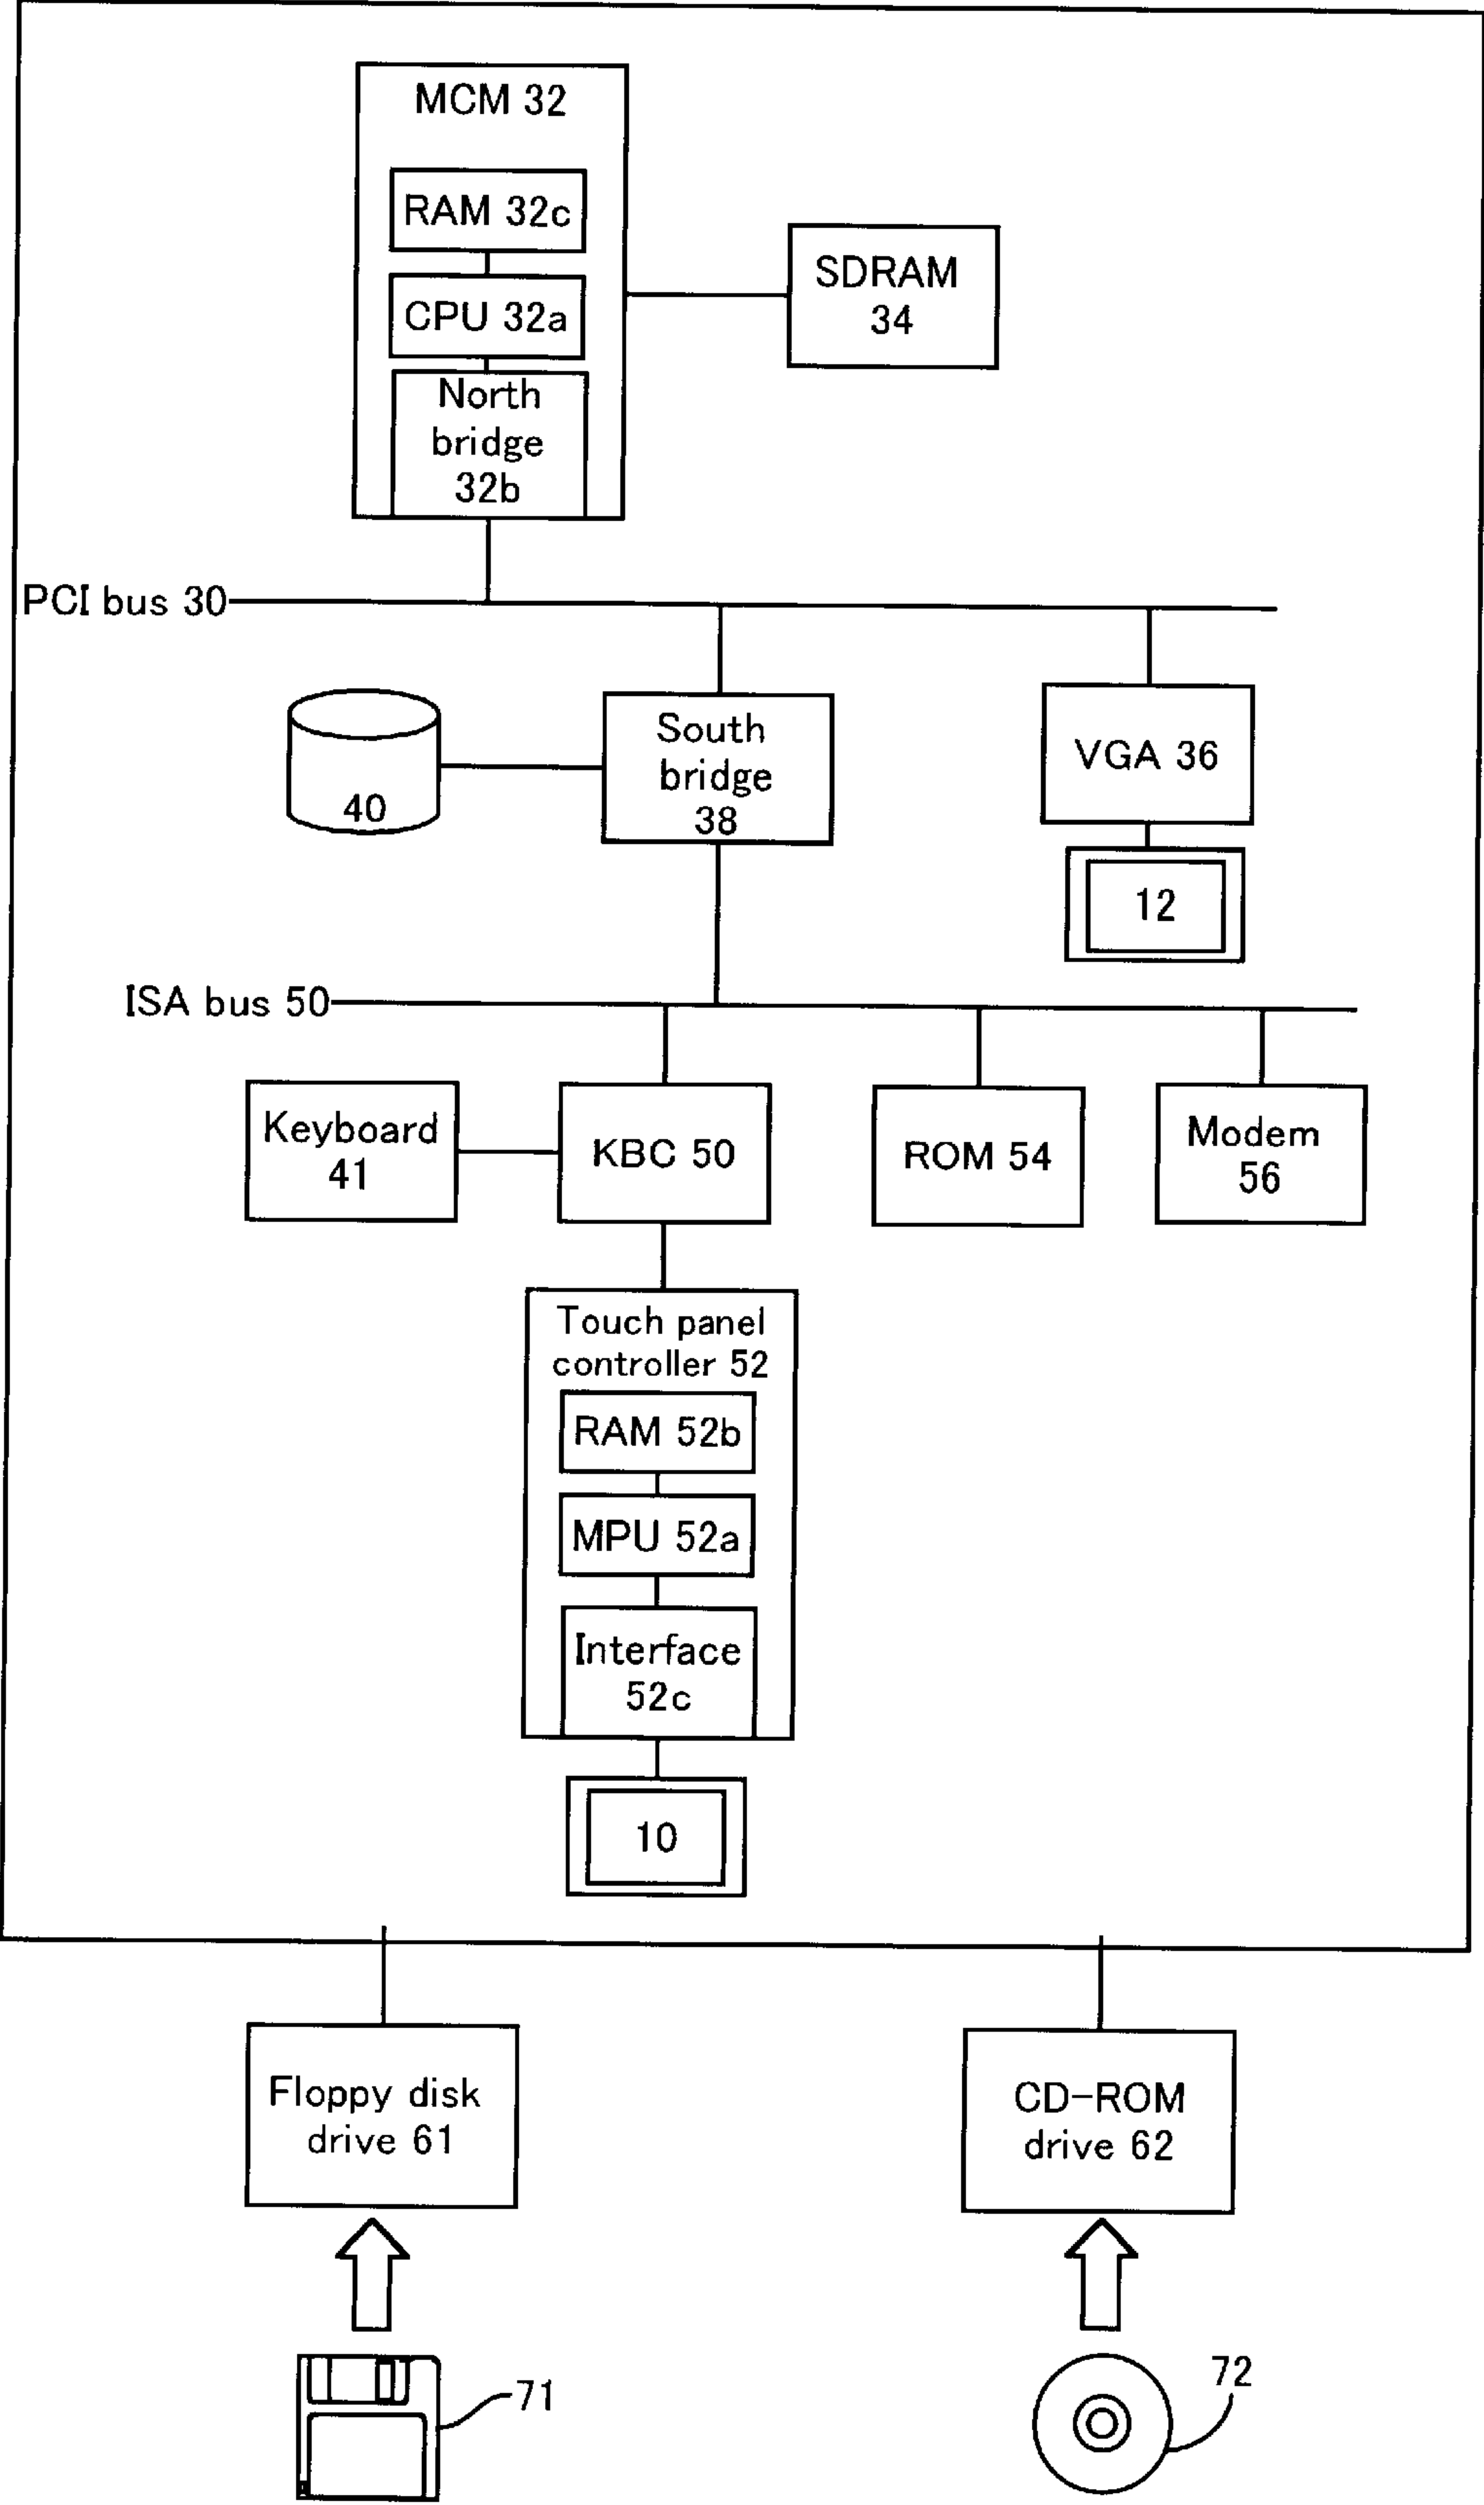 MCM 32
RAM 32c
CPU 32a
North
bridge
32b
SDRAM
34
PCI bus 30
40
South
bridge
38
VGA 36
12
ISA bus 50
Keyboard
41
KBC 50
ROM 54
Modem
56
Touch panel
controller 52
RAM 52b
MPU 52a
Interface
52c
10
Floppy disk
drive 61
CD-ROM
drive 62
71
72